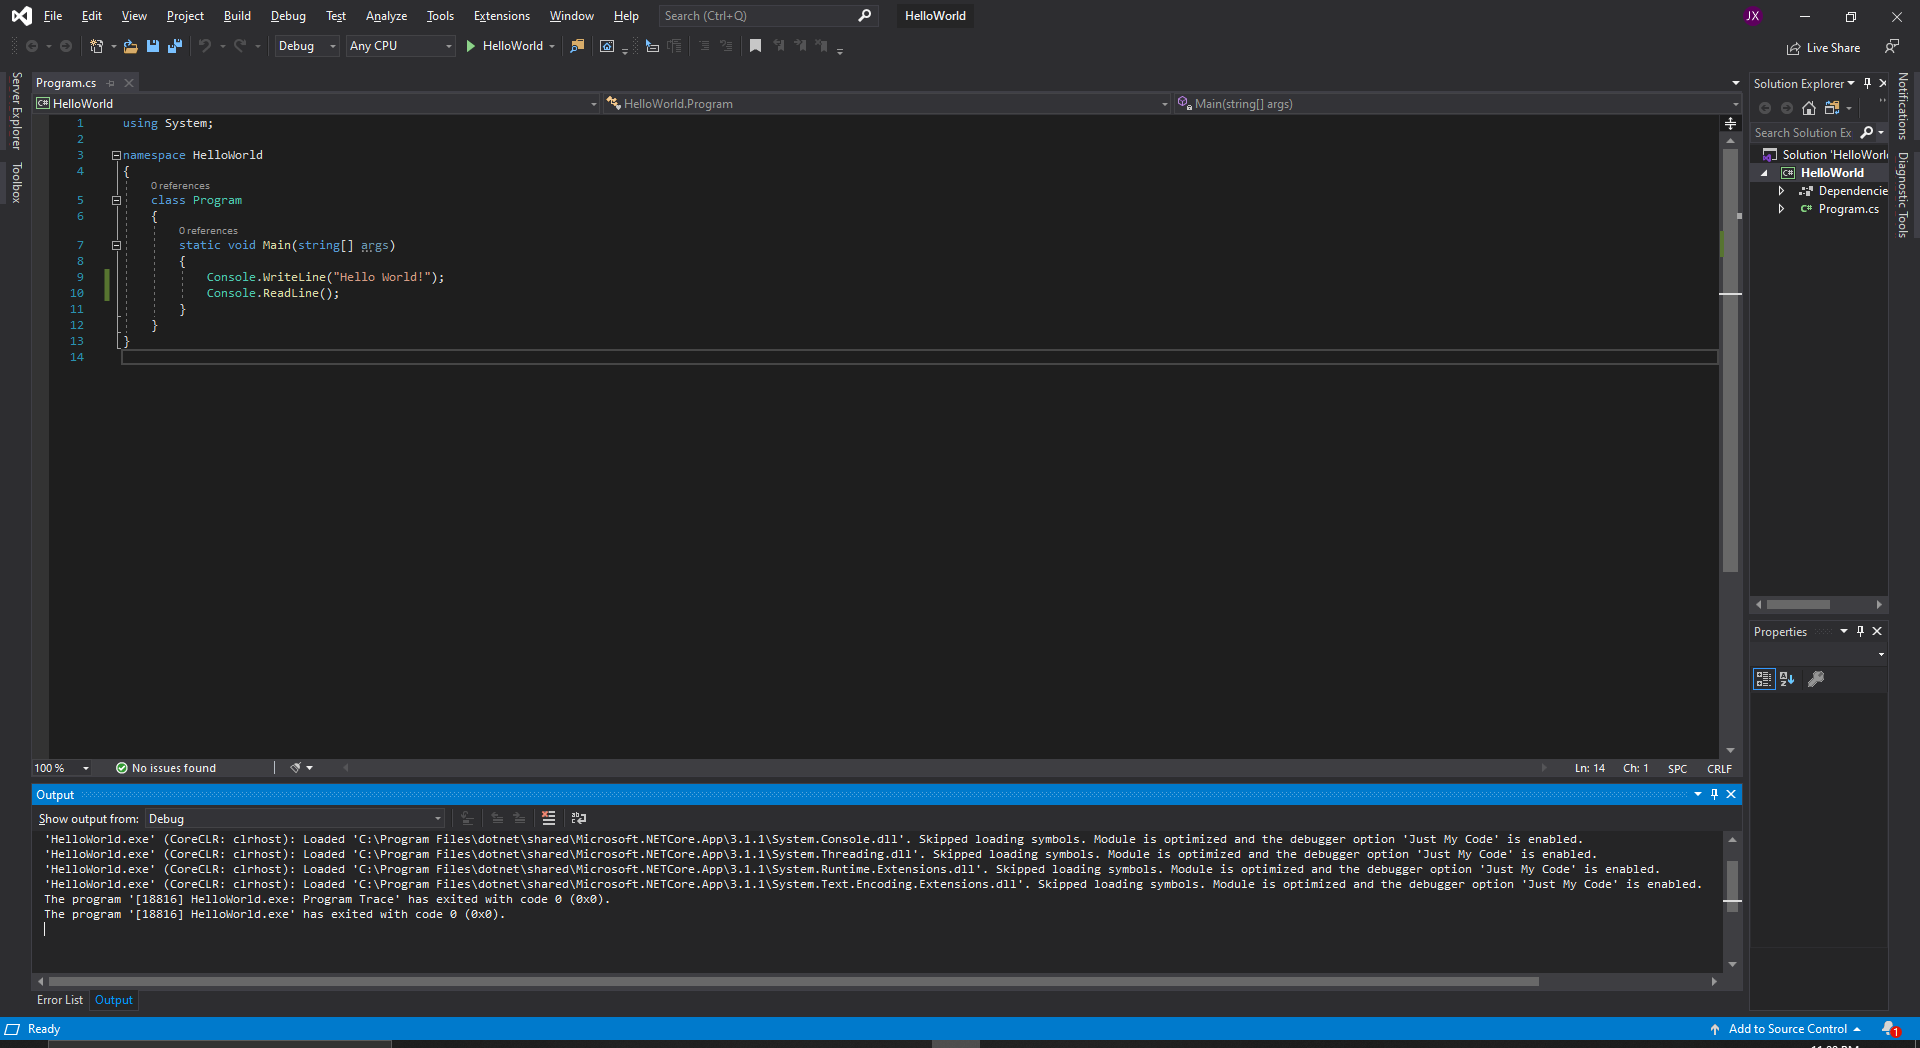 File Edit View Project Build Debug Test Analyze Tools Extensions Window Help Search (Ctrl+Q) HelloWorld JX
Debug Any CPU HelloWorld Live Share
Server Explorer
Toolbox
Program.cs
HelloWorld HelloWorld.Program Main(string[] args)
1 using System;
2
3 namespace HelloWorld
4 {
0 references
5 class Program
6 {
0 references
7 static void Main(string[] args)
8 {
9 Console.WriteLine("Hello World!");
10 Console.ReadLine();
11 }
12 }
13 }
14
100 % No issues found Ln: 14 Ch: 1 SPC CRLF
Solution Explorer
Search Solution Ex
Solution 'HelloWorl
HelloWorld
Dependencie
Program.cs
Properties
Notifications
Diagnostic Tools
Output
Show output from: Debug
'HelloWorld.exe' (CoreCLR: clrhost): Loaded 'C:\Program Files\dotnet\shared\Microsoft.NETCore.App\3.1.1\System.Console.dll'. Skipped loading symbols. Module is optimized and the debugger option 'Just My Code' is enabled.
'HelloWorld.exe' (CoreCLR: clrhost): Loaded 'C:\Program Files\dotnet\shared\Microsoft.NETCore.App\3.1.1\System.Threading.dll'. Skipped loading symbols. Module is optimized and the debugger option 'Just My Code' is enabled.
'HelloWorld.exe' (CoreCLR: clrhost): Loaded 'C:\Program Files\dotnet\shared\Microsoft.NETCore.App\3.1.1\System.Runtime.Extensions.dll'. Skipped loading symbols. Module is optimized and the debugger option 'Just My Code' is enabled.
'HelloWorld.exe' (CoreCLR: clrhost): Loaded 'C:\Program Files\dotnet\shared\Microsoft.NETCore.App\3.1.1\System.Text.Encoding.Extensions.dll'. Skipped loading symbols. Module is optimized and the debugger option 'Just My Code' is enabled.
The program '[18816] HelloWorld.exe: Program Trace' has exited with code 0 (0x0).
The program '[18816] HelloWorld.exe' has exited with code 0 (0x0).
Error List Output
Ready Add to Source Control 1